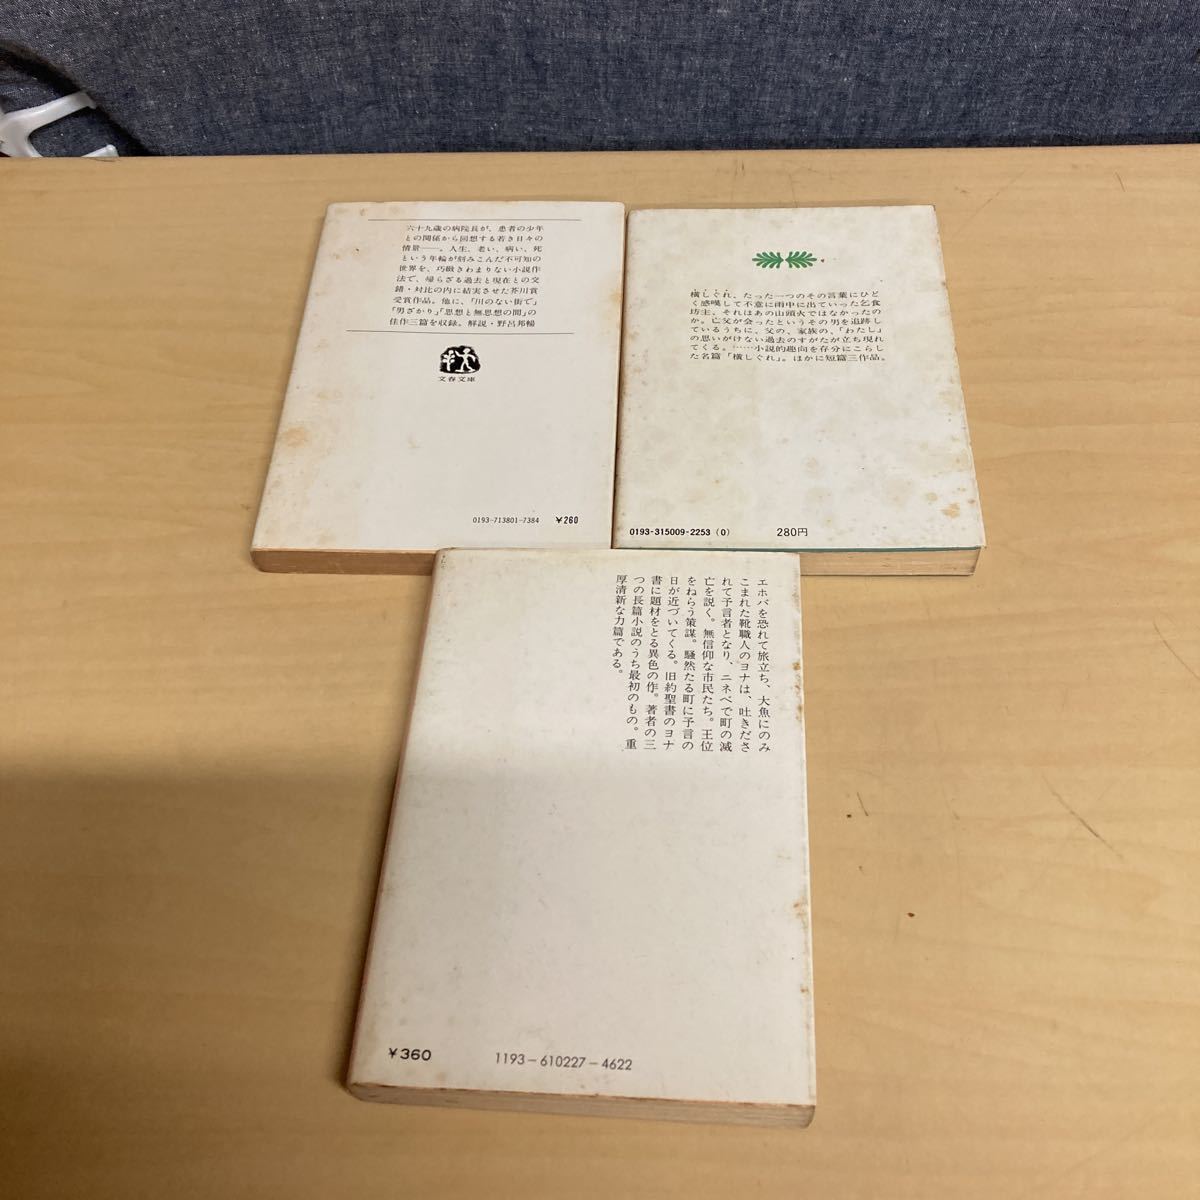 六十九歳の病院長が、患者の少年
との関係から回想する若き日々の
情景――。人生、老い、病い、死
という年輪が刻みこんだ不可知の
世界を、巧緻きわまりない小説作
法で、帰らざる過去と現在との交
錯・対比の内に結実させた芥川賞
受賞作品。他に、「川のない街で」
「男ざかり」「思想と無思想の間」の
佳作三篇を収録。解説・野呂邦暢
文春文庫
0193-713801-7384 ¥260
横しぐれ、たった一つのその言葉にひど
く感嘆して不意に雨中に出ていった乞食
坊主、それはあの山頭火ではなかったの
か。亡父が会ったというその男を追跡し
ているうちに、父の、家族の、「わたし」
の思いがけない過去のすがたが立ち現れ
てくる。……小説的趣向を存分にこらし
た名篇「横しぐれ」。ほかに短篇三作品。
0193-315009-2253 (0) 280円
エホバを恐れて旅立ち、大魚にのみ
こまれた靴職人のヨナは、吐きださ
れて予言者となり、ニネベで町の滅
亡を説く。無信仰な市民たち。王位
をねらう策謀。騒然たる町に予言の
日が近づいてくる。旧約聖書のヨナ
書に題材をとる異色の作。著者の三
つの長篇小説のうち最初のもの。重
厚清新な力篇である。
¥360 1193-610227-4622